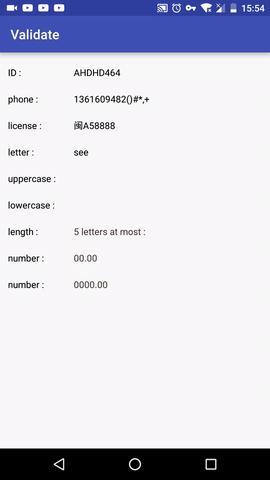 15:54
Validate
ID : AHDHD464
phone : 1361609482()#*,+
license : 闽A58888
letter : see
uppercase :
lowercase :
length : 5 letters at most :
number : 00.00
number : 0000.00